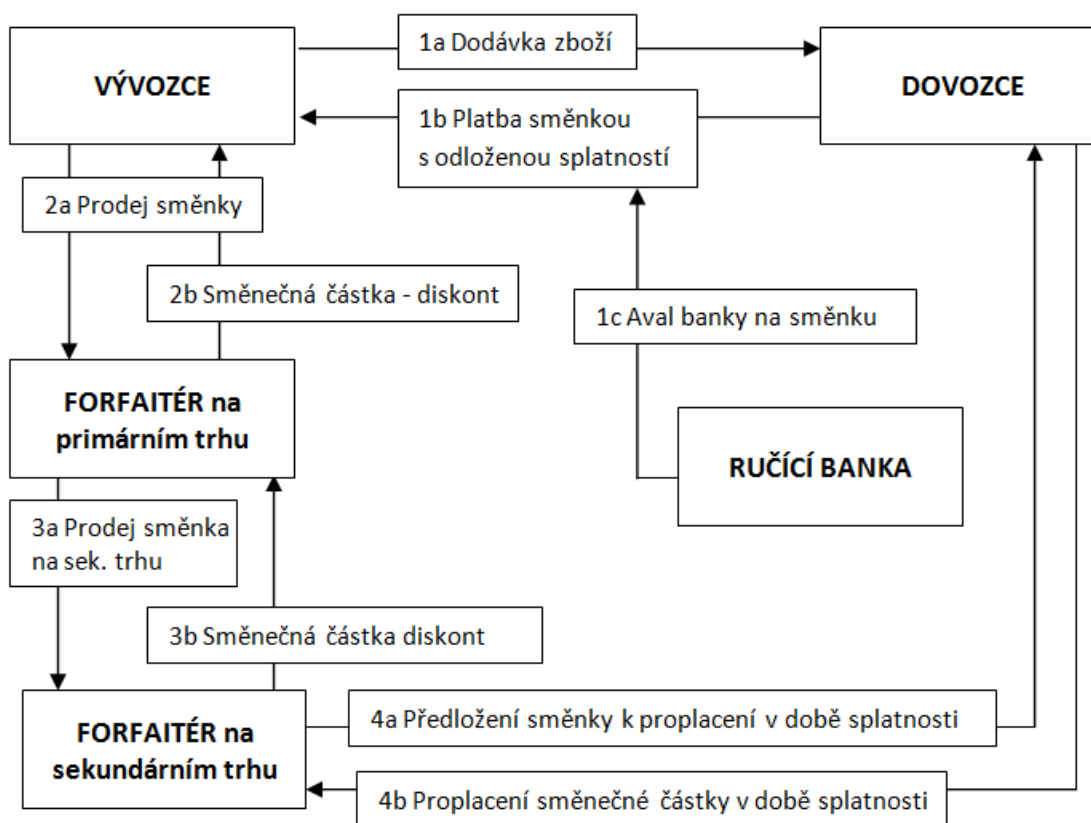 1a Dodávka zboží
VÝVOZCE
DOVOZCE
1b Platba směnkou
s odloženou splatností
2a Prodej směnky
2b Směnečná částka - diskont
1c Aval banky na směnku
FORFAITÉR na
primárním trhu
RUČÍCÍ BANKA
3a Prodej směnka
na sek. trhu
3b Směnečná částka diskont
FORFAITÉR na
sekundárním trhu
4a Předložení směnky k proplacení v době splatnosti
4b Proplacení směnečné částky v době splatnosti